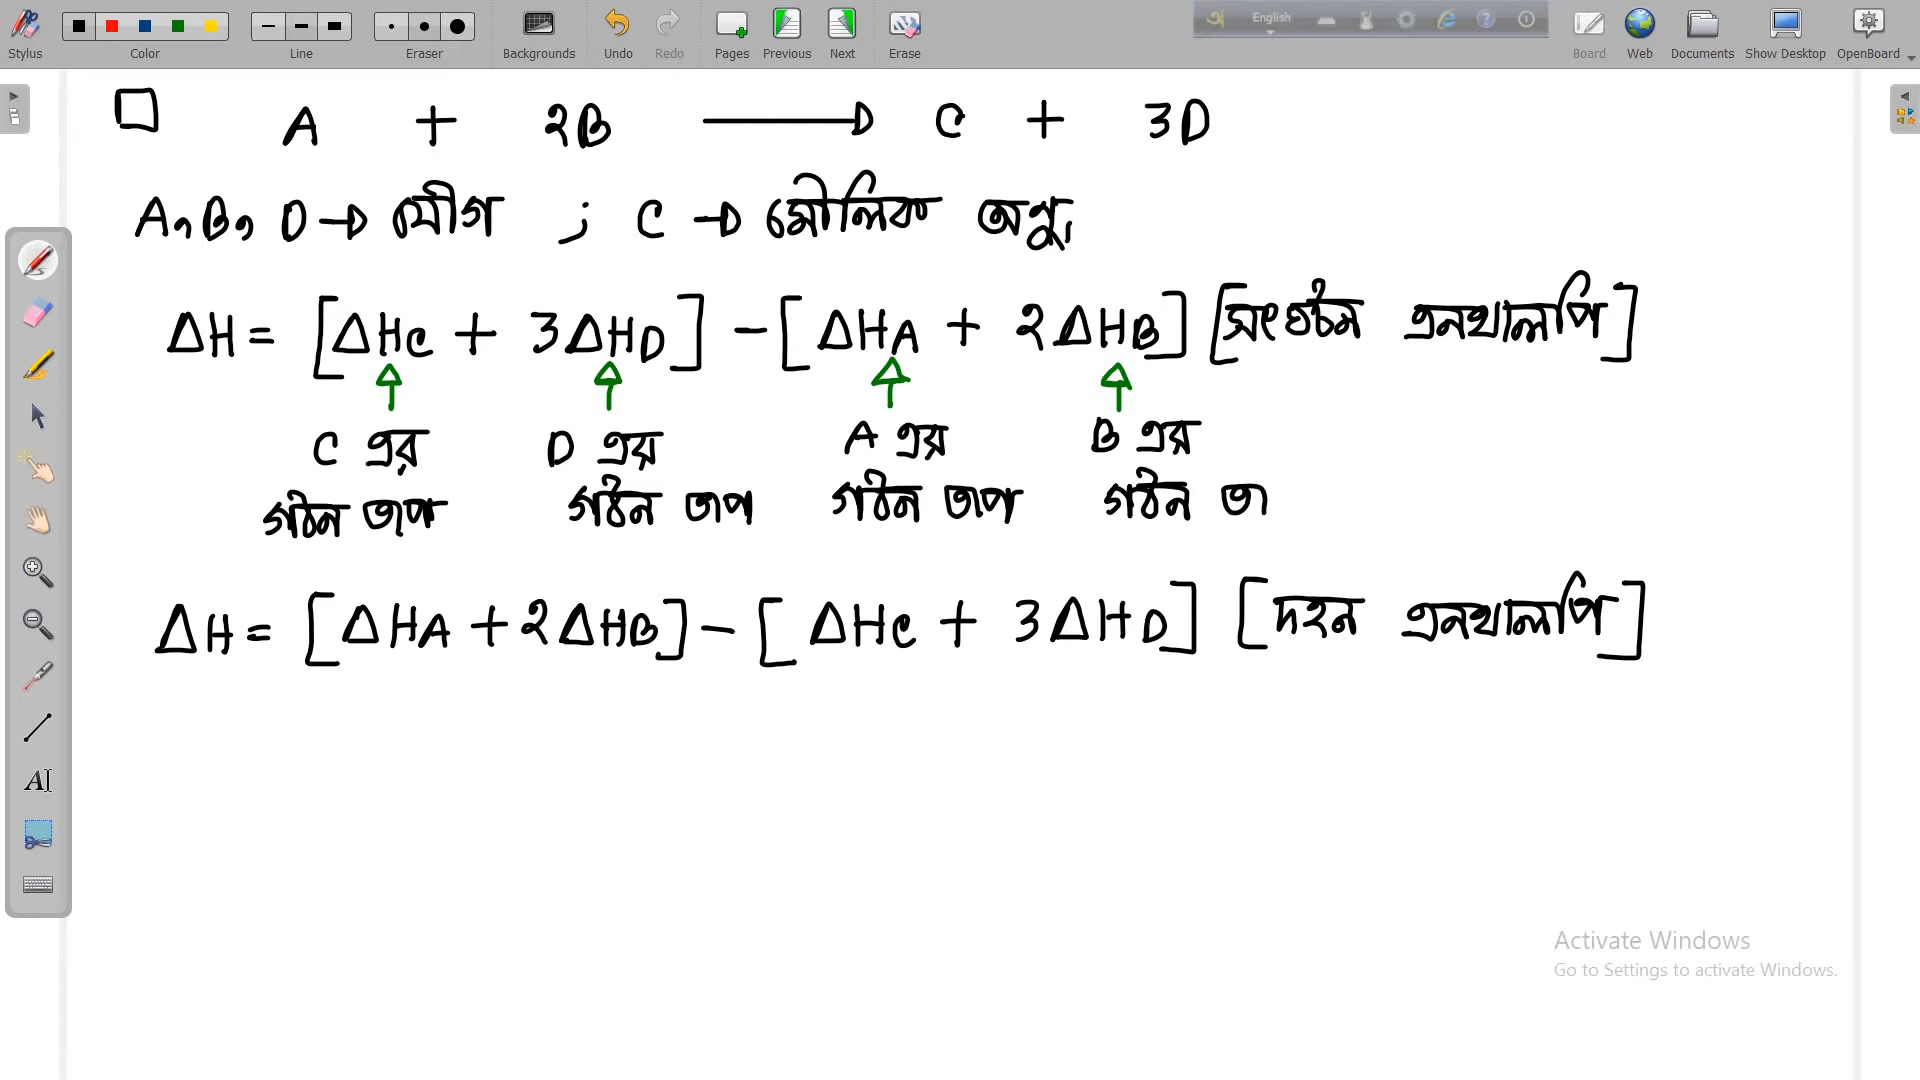 Stylus Color Line Eraser Backgrounds Undo Redo Pages Previous Next Erase English Board Web Documents Show Desktop OpenBoard
A + 2B → C + 3D
A, B, D → যৌগ ; C → মৌলিক অণু,
ΔH = [ΔHC + 3ΔHD] - [ΔHA + 2ΔHB] [সংগঠন এনথালপি]
C এর D এর A এর B এর
গঠন তাপ গঠন তাপ গঠন তাপ গঠন তা
ΔH = [ΔHA + 2ΔHB] - [ΔHC + 3ΔHD] [দহন এনথালপি]
Activate Windows
Go to Settings to activate Windows.